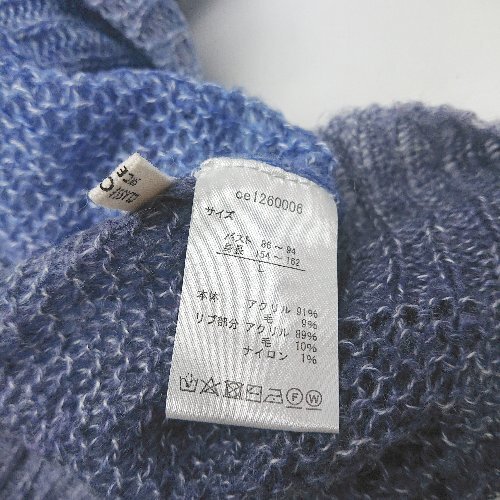 ce1260006
サイズ
バスト 86～94
身長 154～162
L
本体 アクリル 91%
毛 9%
リブ部分 アクリル 89%
毛 10%
ナイロン 1%
F W